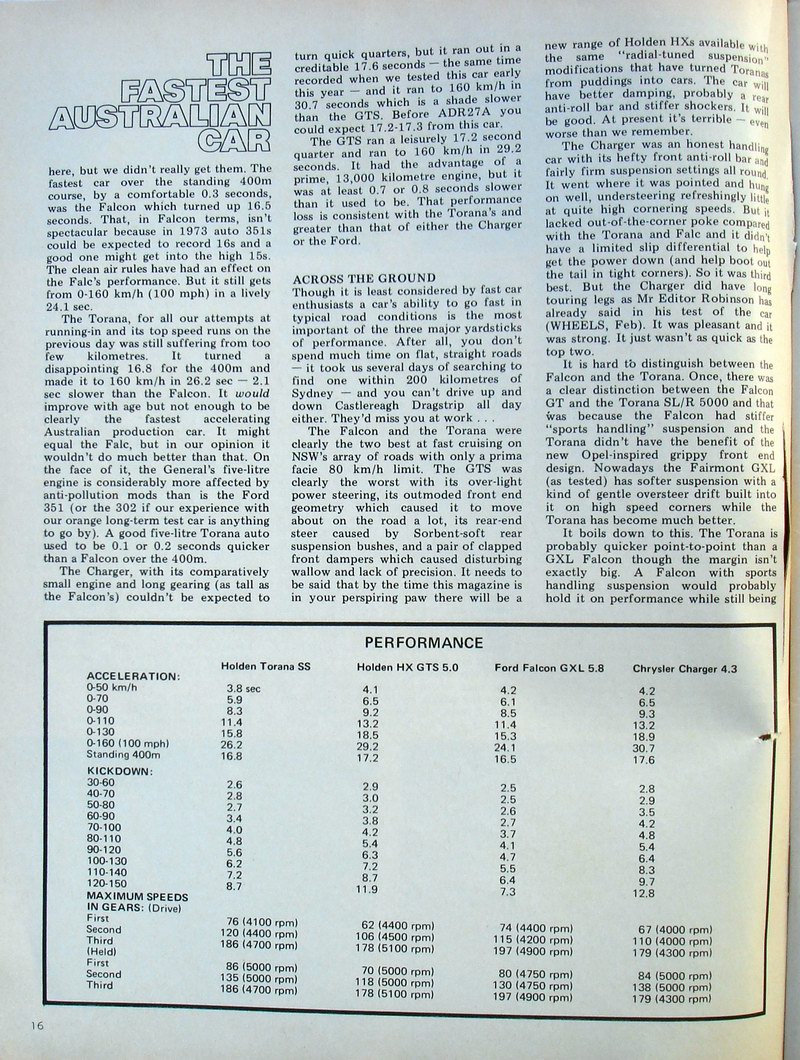 THE
FASTEST
AUSTRALIAN
CAR
here, but we didn't really get them. The
fastest car over the standing 400m
course, by a comfortable 0.3 seconds,
was the Falcon which turned up 16.5
seconds. That, in Falcon terms, isn't
spectacular because in 1973 auto 351s
could be expected to record 16s and a
good one might get into the high 15s.
The clean air rules have had an effect on
the Falc's performance. But it still gets
from 0-160 km/h (100 mph) in a lively
24.1 sec.
The Torana, for all our attempts at
running-in and its top speed runs on the
previous day was still suffering from too
few kilometres. It turned a
disappointing 16.8 for the 400m and
made it to 160 km/h in 26.2 sec — 2.1
sec slower than the Falcon. It would
improve with age but not enough to be
clearly the fastest accelerating
Australian production car. It might
equal the Falc, but in our opinion it
wouldn't do much better than that. On
the face of it, the General's five-litre
engine is considerably more affected by
anti-pollution mods than is the Ford
351 (or the 302 if our experience with
our orange long-term test car is anything
to go by). A good five-litre Torana auto
used to be 0.1 or 0.2 seconds quicker
than a Falcon over the 400m.
The Charger, with its comparatively
small engine and long gearing (as tall as
the Falcon's) couldn't be expected to
turn quick quarters, but it ran out in a
creditable 17.6 seconds — the same time
recorded when we tested this car early
this year — and it ran to 160 km/h in
30.7 seconds which is a shade slower
than the GTS. Before ADR27A you
could expect 17.2-17.3 from this car.
The GTS ran a leisurely 17.2 second
quarter and ran to 160 km/h in 29.2
seconds. It had the advantage of a
prime, 13,000 kilometre engine, but it
was at least 0.7 or 0.8 seconds slower
than it used to be. That performance
loss is consistent with the Torana's and
greater than that of either the Charger
or the Ford.
ACROSS THE GROUND
Though it is least considered by fast car
enthusiasts a car's ability to go fast in
typical road conditions is the most
important of the three major yardsticks
of performance. After all, you don't
spend much time on flat, straight roads
— it took us several days of searching to
find one within 200 kilometres of
Sydney — and you can't drive up and
down Castlereagh Dragstrip all day
either. They'd miss you at work . . .
The Falcon and the Torana were
clearly the two best at fast cruising on
NSW's array of roads with only a prima
facie 80 km/h limit. The GTS was
clearly the worst with its over-light
power steering, its outmoded front end
geometry which caused it to move
about on the road a lot, its rear-end
steer caused by Sorbent-soft rear
suspension bushes, and a pair of clapped
front dampers which caused disturbing
wallow and lack of precision. It needs to
be said that by the time this magazine is
in your perspiring paw there will be a
new range of Holden HXs available with
the same "radial-tuned suspension"
modifications that have turned Toranas
from puddings into cars. The car will
have better damping, probably a rear
anti-roll bar and stiffer shockers. It will
be good. At present it's terrible — even
worse than we remember.
The Charger was an honest handling
car with its hefty front anti-roll bar and
fairly firm suspension settings all round.
It went where it was pointed and hung
on well, understeering refreshingly little
at quite high cornering speeds. But it
lacked out-of-the-corner poke compared
with the Torana and Falc and it didn't
have a limited slip differential to help
get the power down (and help boot out
the tail in tight corners). So it was third
best. But the Charger did have long
touring legs as Mr Editor Robinson has
already said in his test of the car
(WHEELS, Feb). It was pleasant and it
was strong. It just wasn't as quick as the
top two.
It is hard to distinguish between the
Falcon and the Torana. Once, there was
a clear distinction between the Falcon
GT and the Torana SL/R 5000 and that
was because the Falcon had stiffer
"sports handling" suspension and the
Torana didn't have the benefit of the
new Opel-inspired grippy front end
design. Nowadays the Fairmont GXL
(as tested) has softer suspension with a
kind of gentle oversteer drift built into
it on high speed corners while the
Torana has become much better.
It boils down to this. The Torana is
probably quicker point-to-point than a
GXL Falcon though the margin isn't
exactly big. A Falcon with sports
handling suspension would probably
hold it on performance while still being
PERFORMANCE
Holden Torana SS Holden HX GTS 5.0 Ford Falcon GXL 5.8 Chrysler Charger 4.3
ACCELERATION:
0-50 km/h 3.8 sec 4.1 4.2 4.2
0-70 5.9 6.5 6.1 6.5
0-90 8.3 9.2 8.5 9.3
0-110 11.4 13.2 11.4 13.2
0-130 15.8 18.5 15.3 18.9
0-160 (100 mph) 26.2 29.2 24.1 30.7
Standing 400m 16.8 17.2 16.5 17.6
KICKDOWN:
30-60 2.6 2.9 2.5 2.8
40-70 2.8 3.0 2.5 2.9
50-80 2.7 3.2 2.6 3.5
60-90 3.4 3.8 2.7 4.2
70-100 4.0 4.2 3.7 4.8
80-110 4.8 5.4 4.1 5.4
90-120 5.6 6.3 4.7 6.4
100-130 6.2 7.2 5.5 8.3
110-140 7.2 8.7 6.4 9.7
120-150 8.7 11.9 7.3 12.8
MAXIMUM SPEEDS
IN GEARS: (Drive)
First 76 (4100 rpm) 62 (4400 rpm) 74 (4400 rpm) 67 (4000 rpm)
Second 120 (4400 rpm) 106 (4500 rpm) 115 (4200 rpm) 110 (4000 rpm)
Third 186 (4700 rpm) 178 (5100 rpm) 197 (4900 rpm) 179 (4300 rpm)
(Held)
First 86 (5000 rpm) 70 (5000 rpm) 80 (4750 rpm) 84 (5000 rpm)
Second 135 (5000 rpm) 118 (5000 rpm) 130 (4750 rpm) 138 (5000 rpm)
Third 186 (4700 rpm) 178 (5100 rpm) 197 (4900 rpm) 179 (4300 rpm)
16